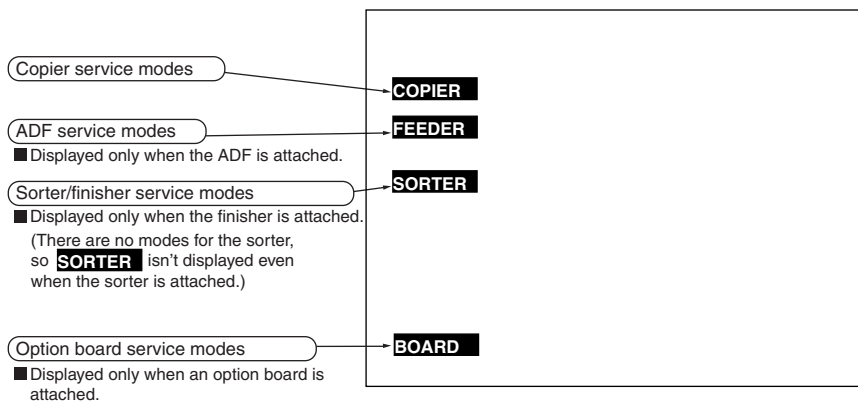 Copier service modes
COPIER
ADF service modes
FEEDER
■ Displayed only when the ADF is attached.
Sorter/finisher service modes
SORTER
■ Displayed only when the finisher is attached.
(There are no modes for the sorter,
so SORTER isn't displayed even
when the sorter is attached.)
Option board service modes
BOARD
■ Displayed only when an option board is
attached.